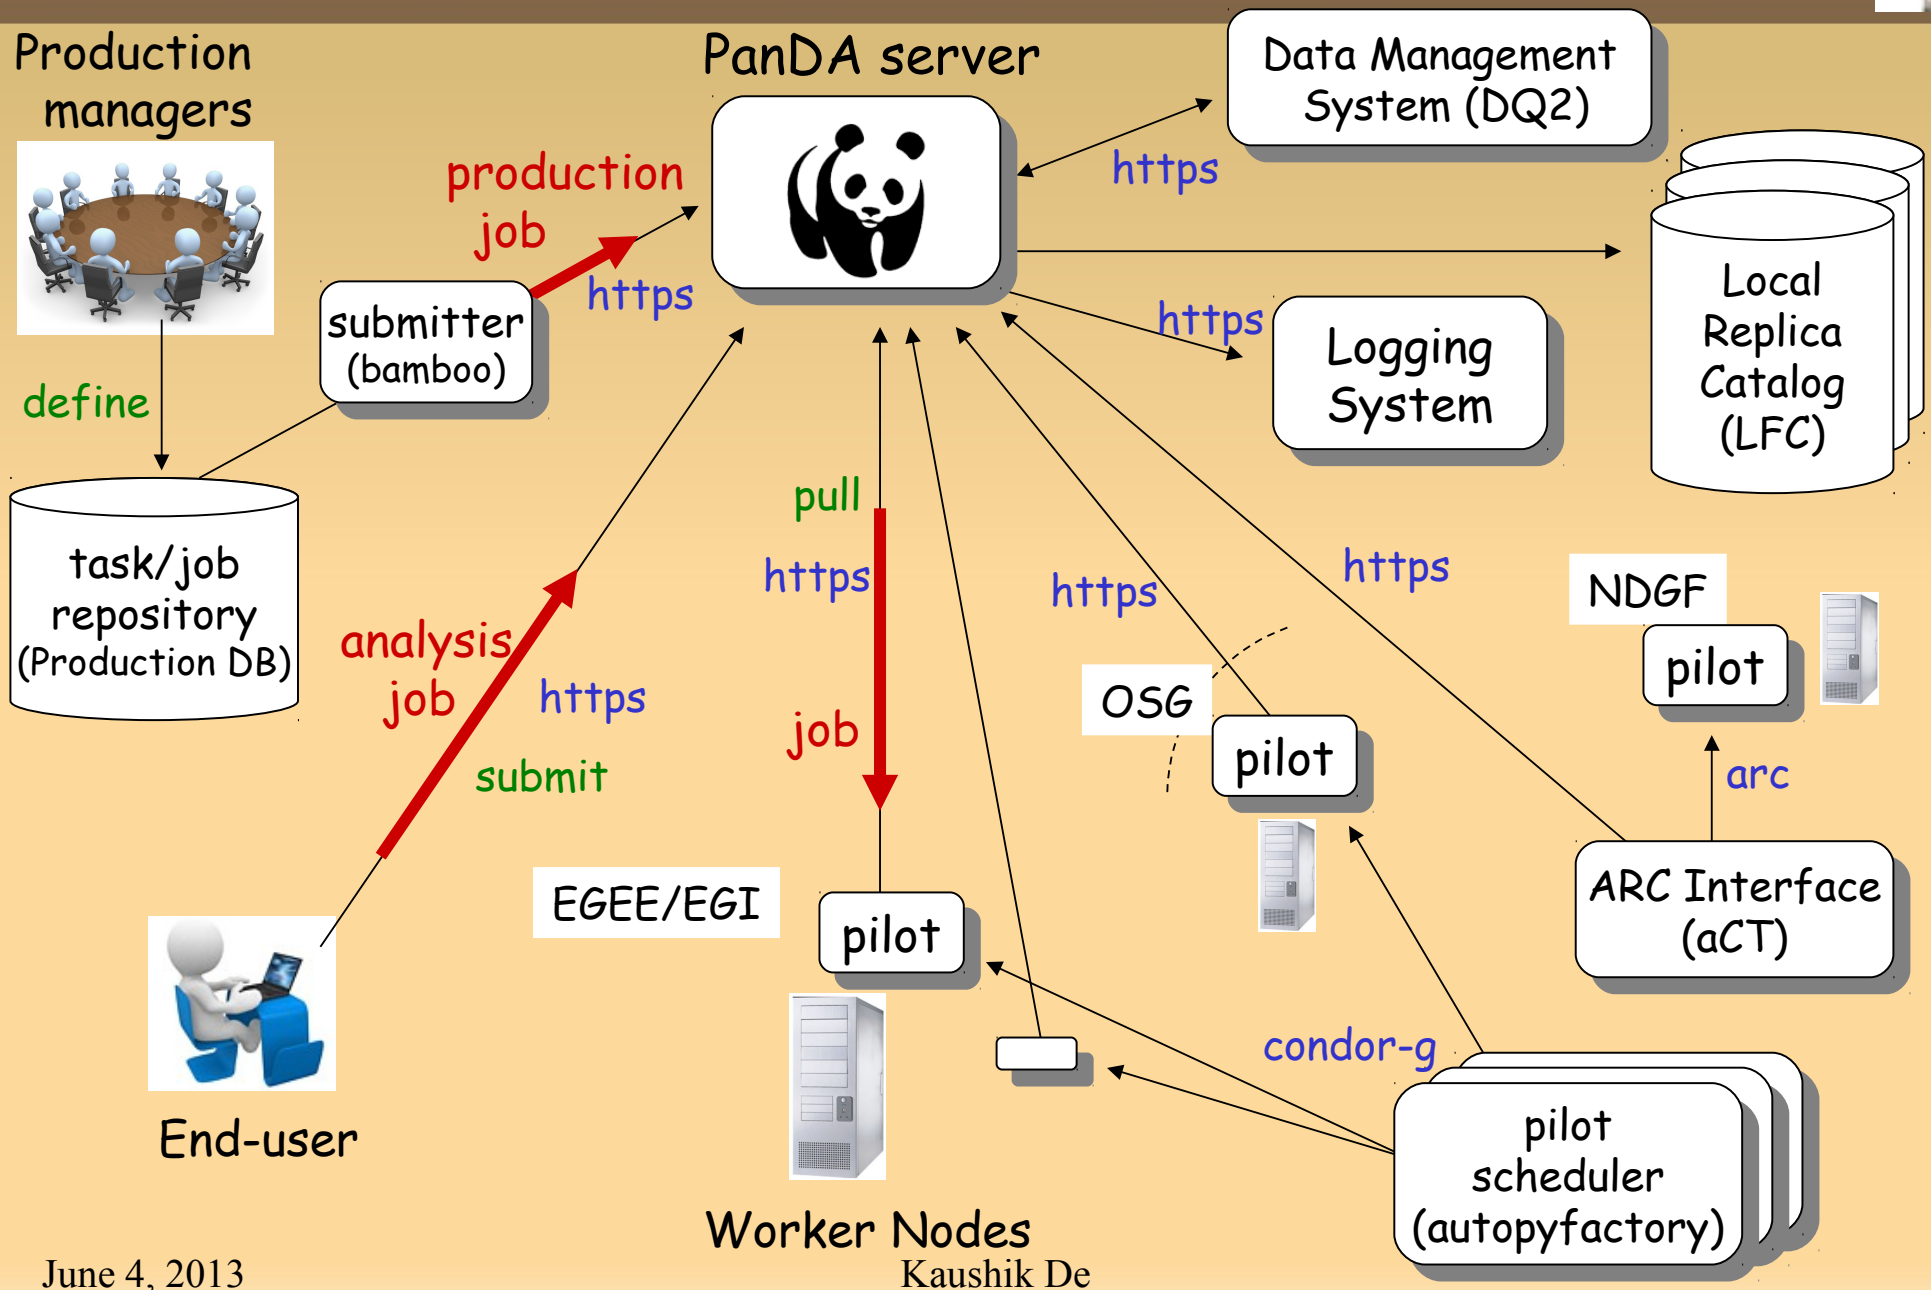 Production
managers
PanDA server
Data Management
System (DQ2)
production
job
https
https
submitter
(bamboo)
define
https
Logging
System
Local
Replica
Catalog
(LFC)
task/job
repository
(Production DB)
pull
https
job
analysis
job
https
submit
https
https
NDGF
pilot
OSG
pilot
arc
ARC Interface
(aCT)
EGEE/EGI
pilot
condor-g
pilot
scheduler
(autopyfactory)
End-user
Worker Nodes
June 4, 2013
Kaushik De